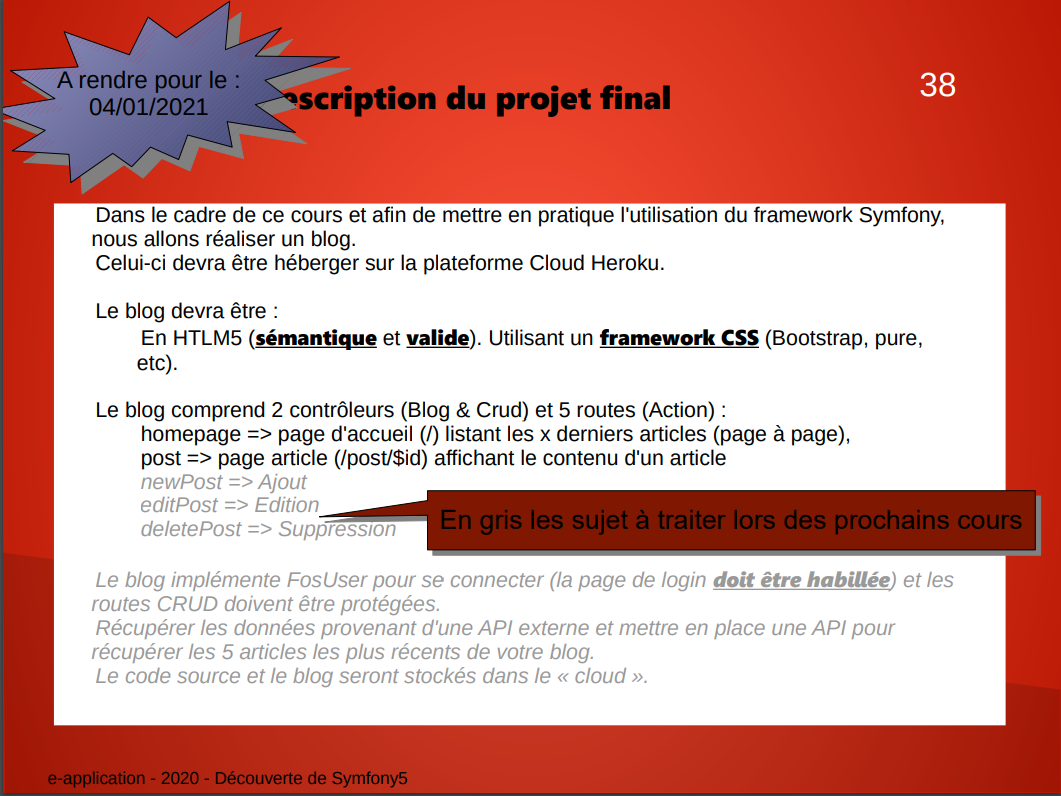 A rendre pour le :
04/01/2021
escription du projet final
38
Dans le cadre de ce cours et afin de mettre en pratique l'utilisation du framework Symfony,
nous allons réaliser un blog.
Celui-ci devra être héberger sur la plateforme Cloud Heroku.
Le blog devra être :
En HTLM5 (sémantique et valide). Utilisant un framework CSS (Bootstrap, pure,
etc).
Le blog comprend 2 contrôleurs (Blog & Crud) et 5 routes (Action) :
homepage => page d'accueil (/) listant les x derniers articles (page à page),
post => page article (/post/$id) affichant le contenu d'un article
newPost => Ajout
editPost => Edition
deletePost => Suppression
En gris les sujet à traiter lors des prochains cours
Le blog implémente FosUser pour se connecter (la page de login doit être habillée) et les
routes CRUD doivent être protégées.
Récupérer les données provenant d'une API externe et mettre en place une API pour
récupérer les 5 articles les plus récents de votre blog.
Le code source et le blog seront stockés dans le « cloud ».
e-application - 2020 - Découverte de Symfony5